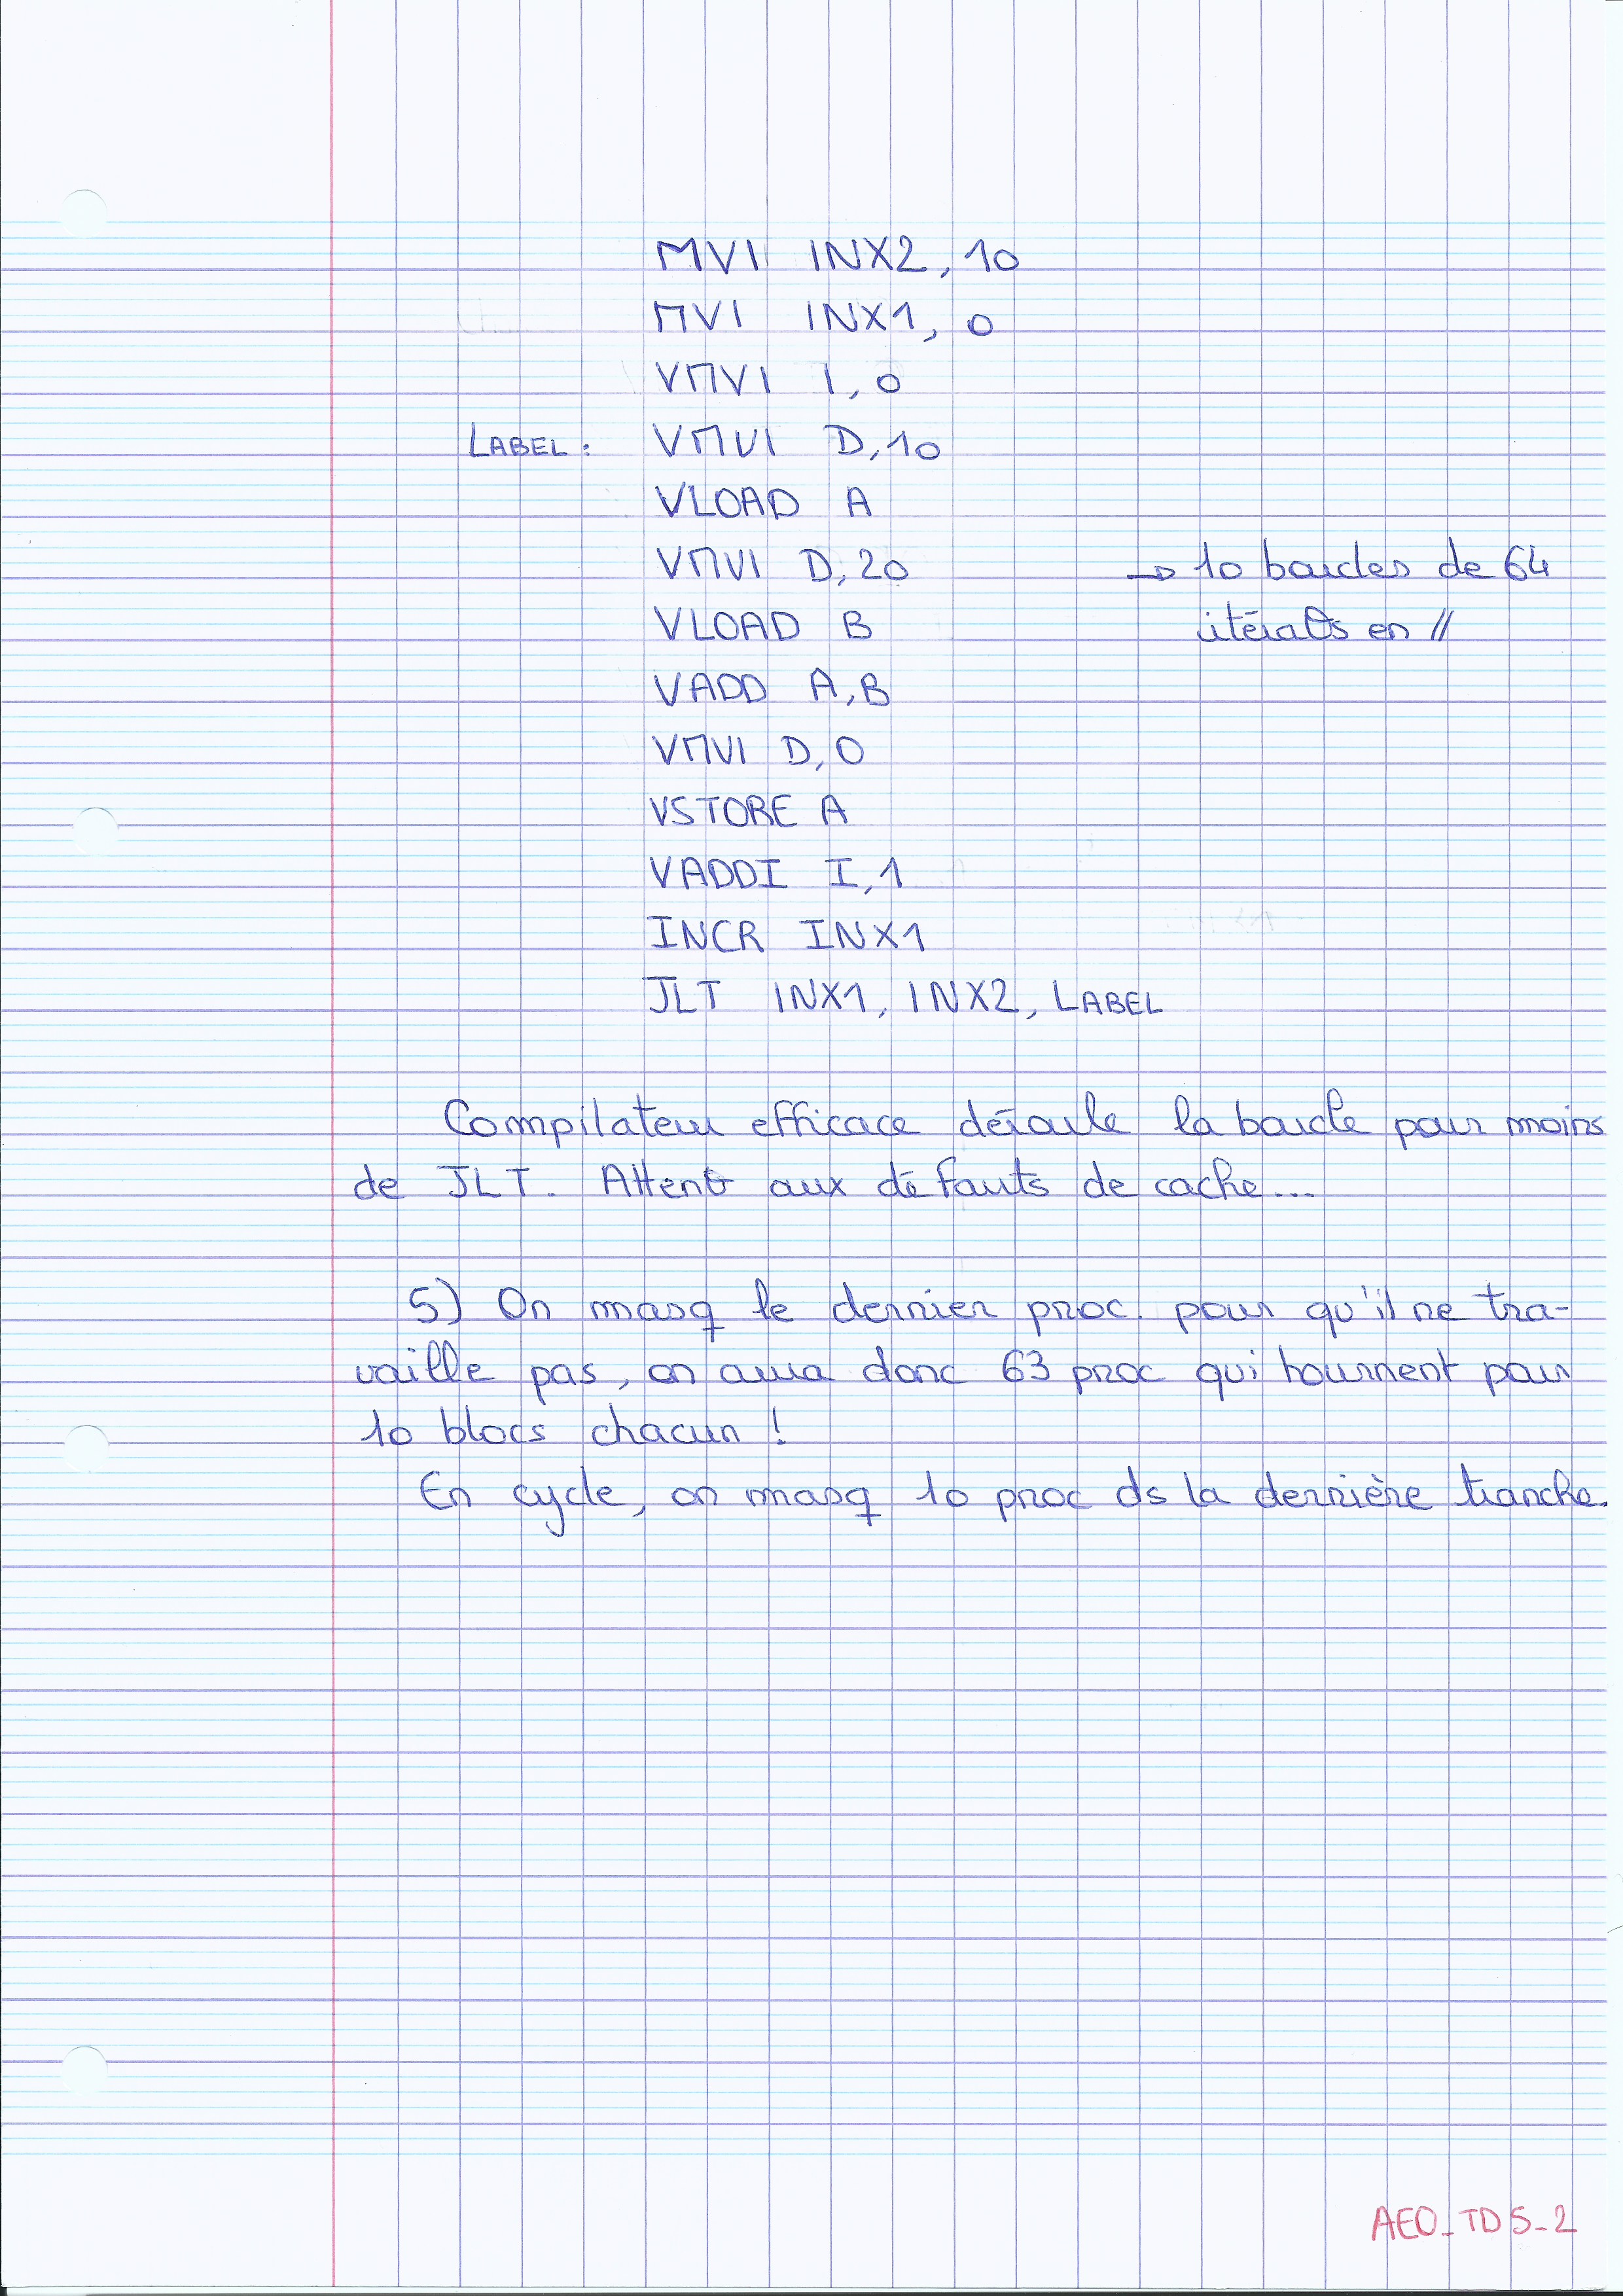 MVI INX2, 10
MVI INX1, 0
VMVI I, 0
LABEL : VMVI D, 10
VLOAD A
VMVI D, 20 → 10 boucles de 64
VLOAD B itérat°s en //
VADD A, B
VMVI D, 0
VSTORE A
VADDI I, 1
INCR INX1
JLT INX1, INX2, LABEL
Compilateur efficace déroule la boucle pour moins
de JLT. Attent° aux défauts de cache...
5) On masq le dernier proc. pour qu'il ne tra-
vaille pas, on aura donc 63 proc qui tournent pour
10 blocs chacun !
En cycle, on masq 10 proc ds la dernière tranche.
AEO_TD5_2